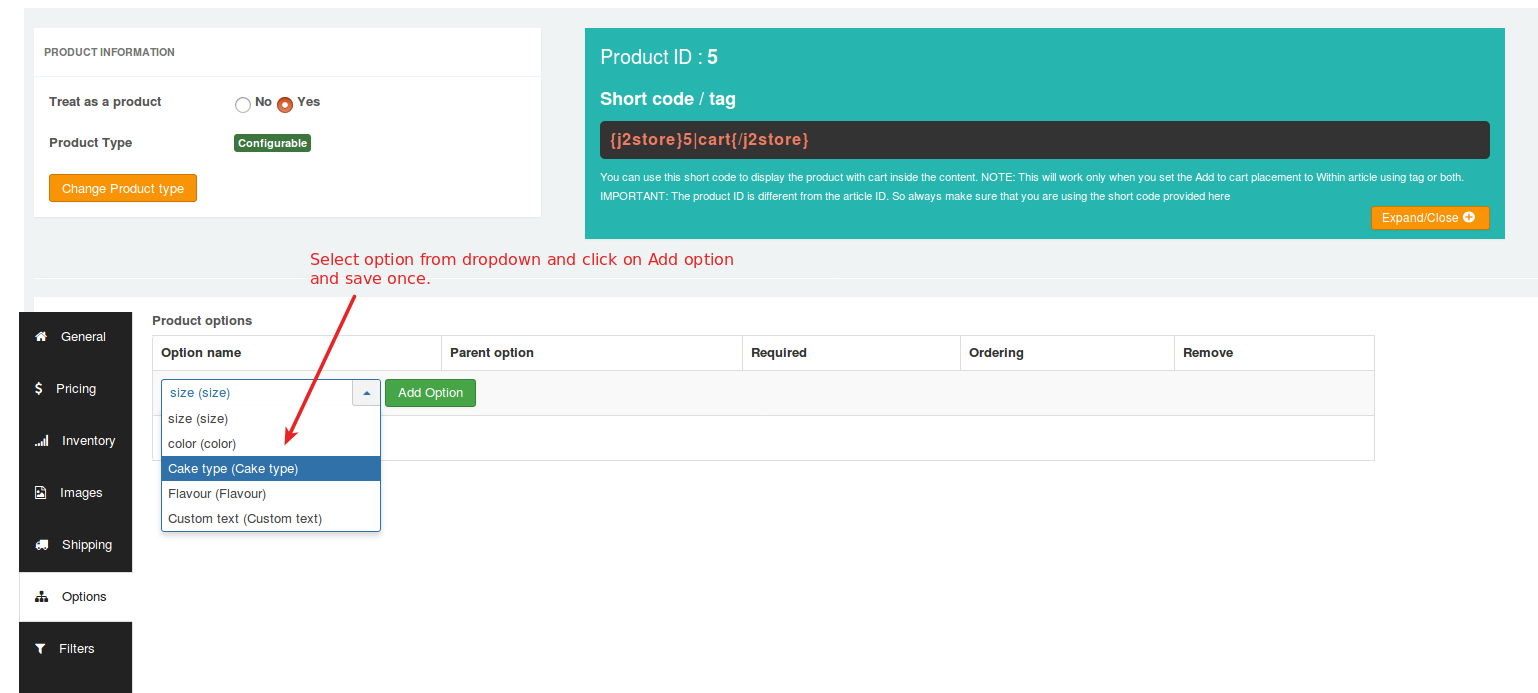 PRODUCT INFORMATION
Treat as a product
No Yes
Product Type
Configurable
Change Product type
Product ID : 5
Short code / tag
{j2store}5|cart{/j2store}
You can use this short code to display the product with cart inside the content. NOTE: This will work only when you set the Add to cart placement to Within article using tag or both.
IMPORTANT: The product ID is different from the article ID. So always make sure that you are using the short code provided here
Expand/Close
Select option from dropdown and click on Add option
and save once.
General
Pricing
Inventory
Images
Shipping
Options
Filters
Product options
Option name Parent option Required Ordering Remove
size (size)
Add Option
size (size)
color (color)
Cake type (Cake type)
Flavour (Flavour)
Custom text (Custom text)